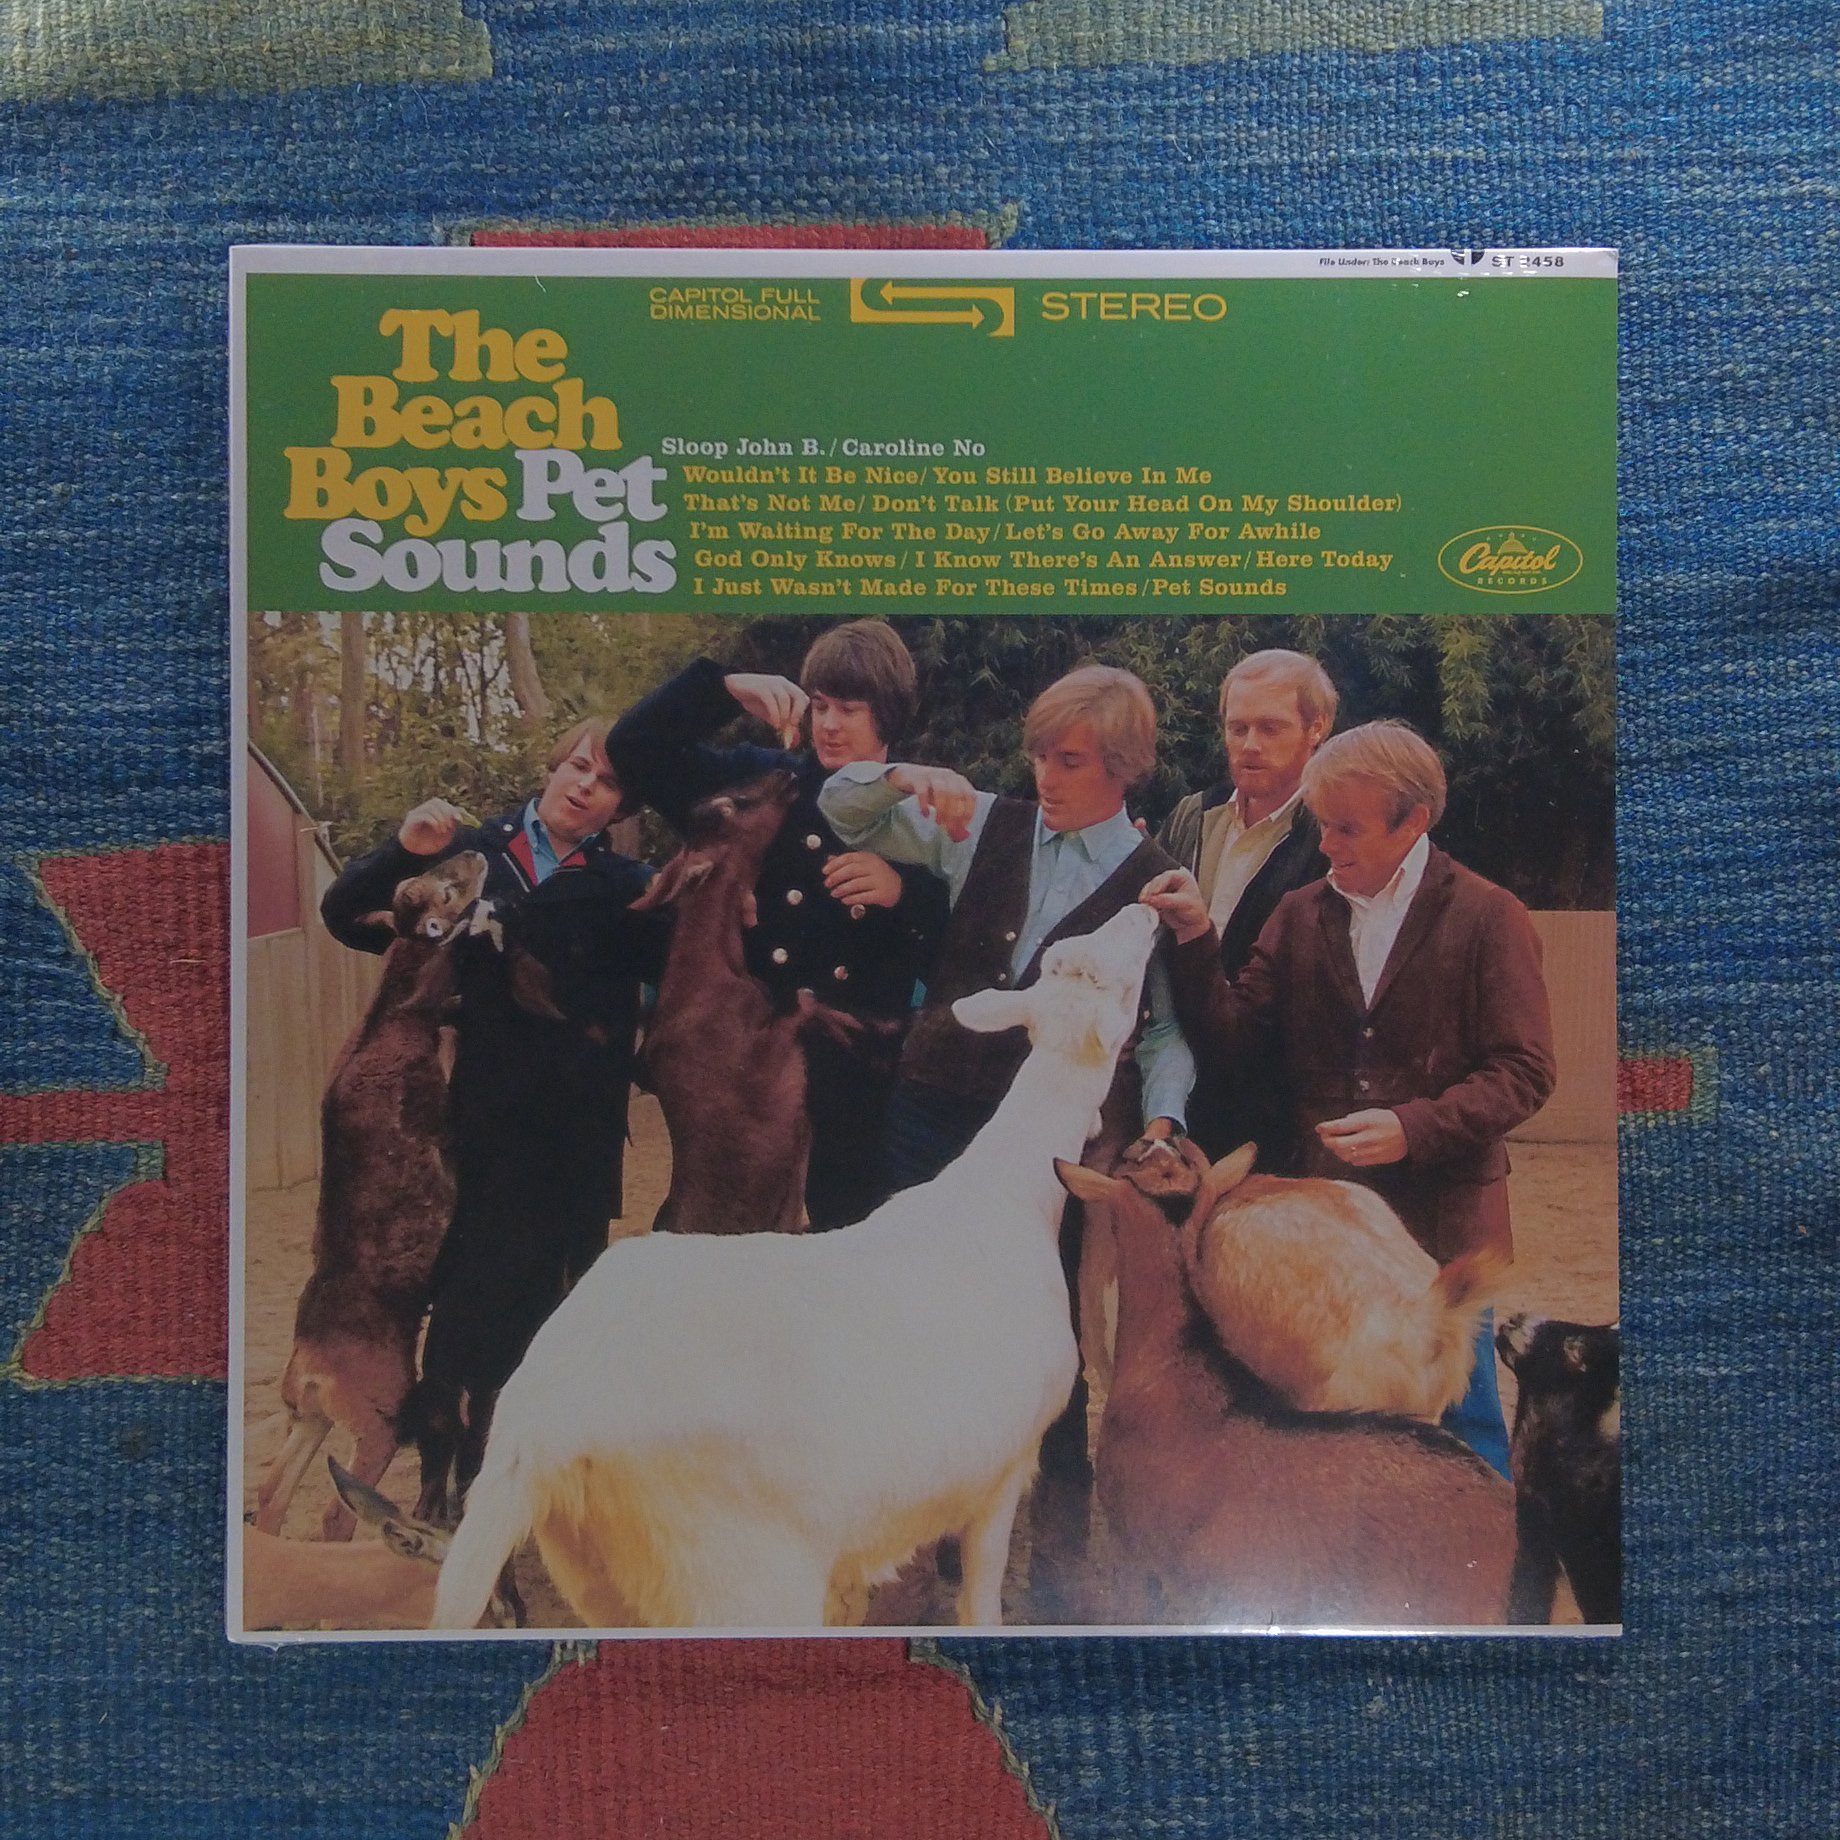 File Under: The Beach Boys ST 2458
CAPITOL FULL
DIMENSIONAL
STEREO
The
Beach
Boys Pet
Sounds
Sloop John B./Caroline No
Wouldn't It Be Nice/You Still Believe In Me
That's Not Me/Don't Talk (Put Your Head On My Shoulder)
I'm Waiting For The Day/Let's Go Away For Awhile
God Only Knows/I Know There's An Answer/Here Today
I Just Wasn't Made For These Times/Pet Sounds
Capitol
RECORDS